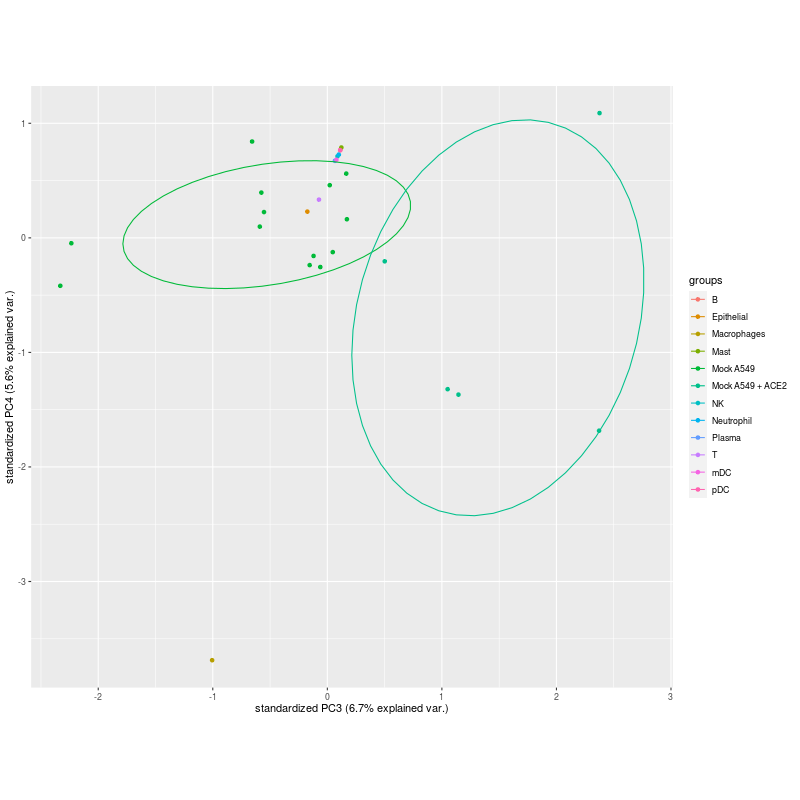 1
0
-1
-2
-3
-2
-1
0
1
2
3
standardized PC3 (6.7% explained var.)
standardized PC4 (5.6% explained var.)
groups
B
Epithelial
Macrophages
Mast
Mock A549
Mock A549 + ACE2
NK
Neutrophil
Plasma
T
mDC
pDC